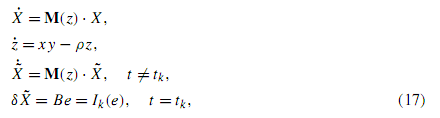 Ẋ = M(z) · X,
ż = xy − ρz,
X̃̇ = M(z) · X̃, t ≠ tₖ,
δX̃ = Be = Iₖ(e), t = tₖ, (17)